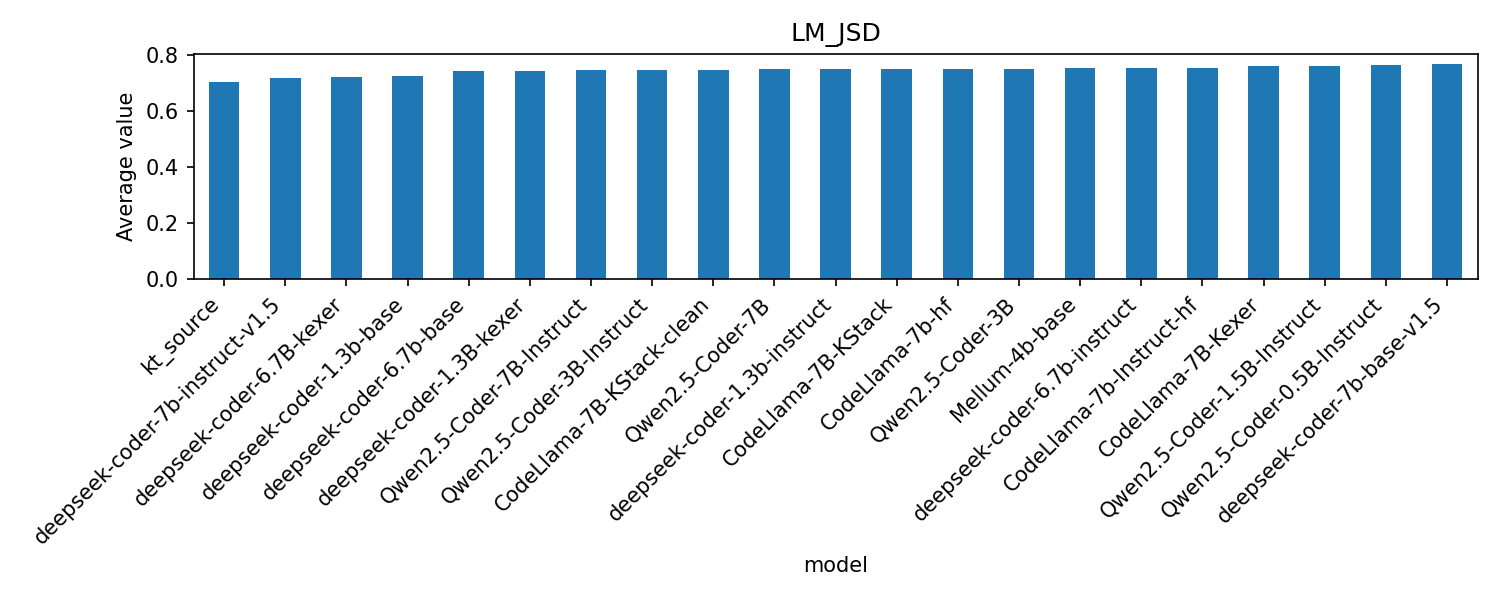 LM_JSD
Average value
0.8
0.6
0.4
0.2
0.0
kt_source
deepseek-coder-7b-instruct-v1.5
deepseek-coder-6.7B-kexer
deepseek-coder-1.3b-base
deepseek-coder-6.7b-base
deepseek-coder-1.3B-kexer
Qwen2.5-Coder-7B-Instruct
Qwen2.5-Coder-3B-Instruct
CodeLlama-7B-KStack-clean
Qwen2.5-Coder-7B
deepseek-coder-1.3b-instruct
CodeLlama-7B-KStack
CodeLlama-7b-hf
Qwen2.5-Coder-3B
Mellum-4b-base
deepseek-coder-6.7b-instruct
CodeLlama-7b-Instruct-hf
CodeLlama-7B-Kexer
Qwen2.5-Coder-1.5B-Instruct
Qwen2.5-Coder-0.5B-Instruct
deepseek-coder-7b-base-v1.5
model